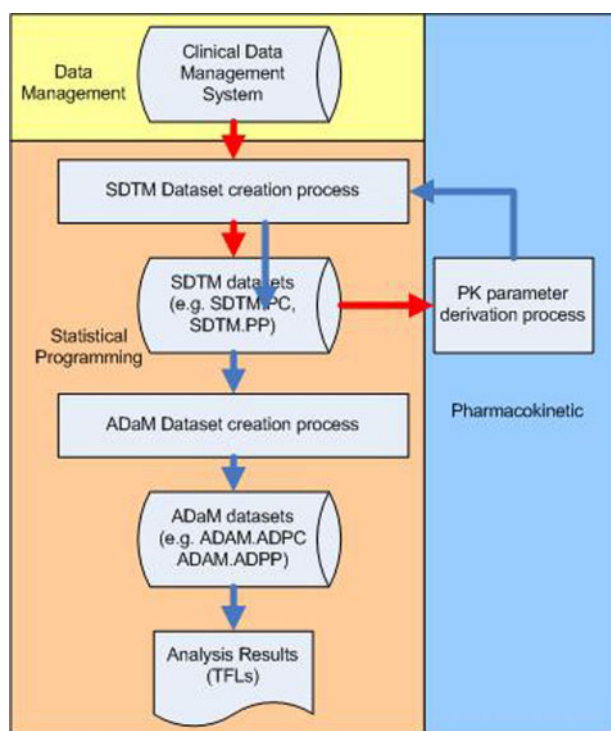 Clinical Data
Management
System
Data
Management
SDTM Dataset creation process
SDTM datasets
(e.g. SDTM.PC,
SDTM.PP)
PK parameter
derivation process
Statistical
Programming
ADaM Dataset creation process
Pharmacokinetic
ADaM datasets
(e.g. ADAM.ADPC
ADAM.ADPP)
Analysis Results
(TFLs)